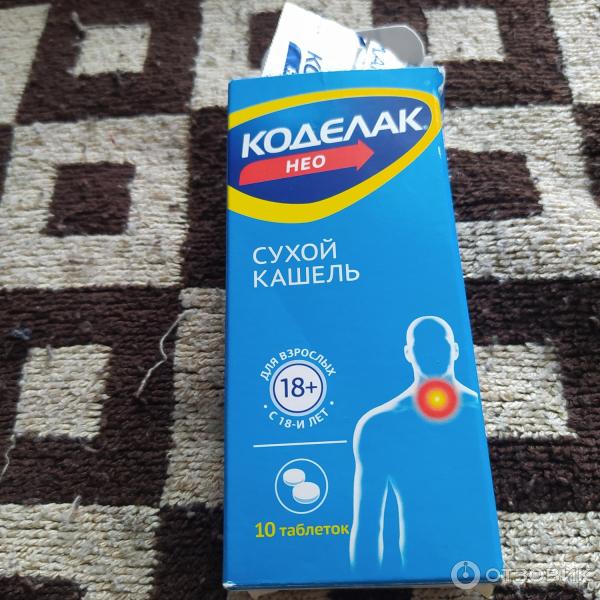 КОДЕЛАК®
НЕО
СУХОЙ
КАШЕЛЬ
ДЛЯ ВЗРОСЛЫХ
18+
С 18-И ЛЕТ
10 таблеток
ОТЗОВИК